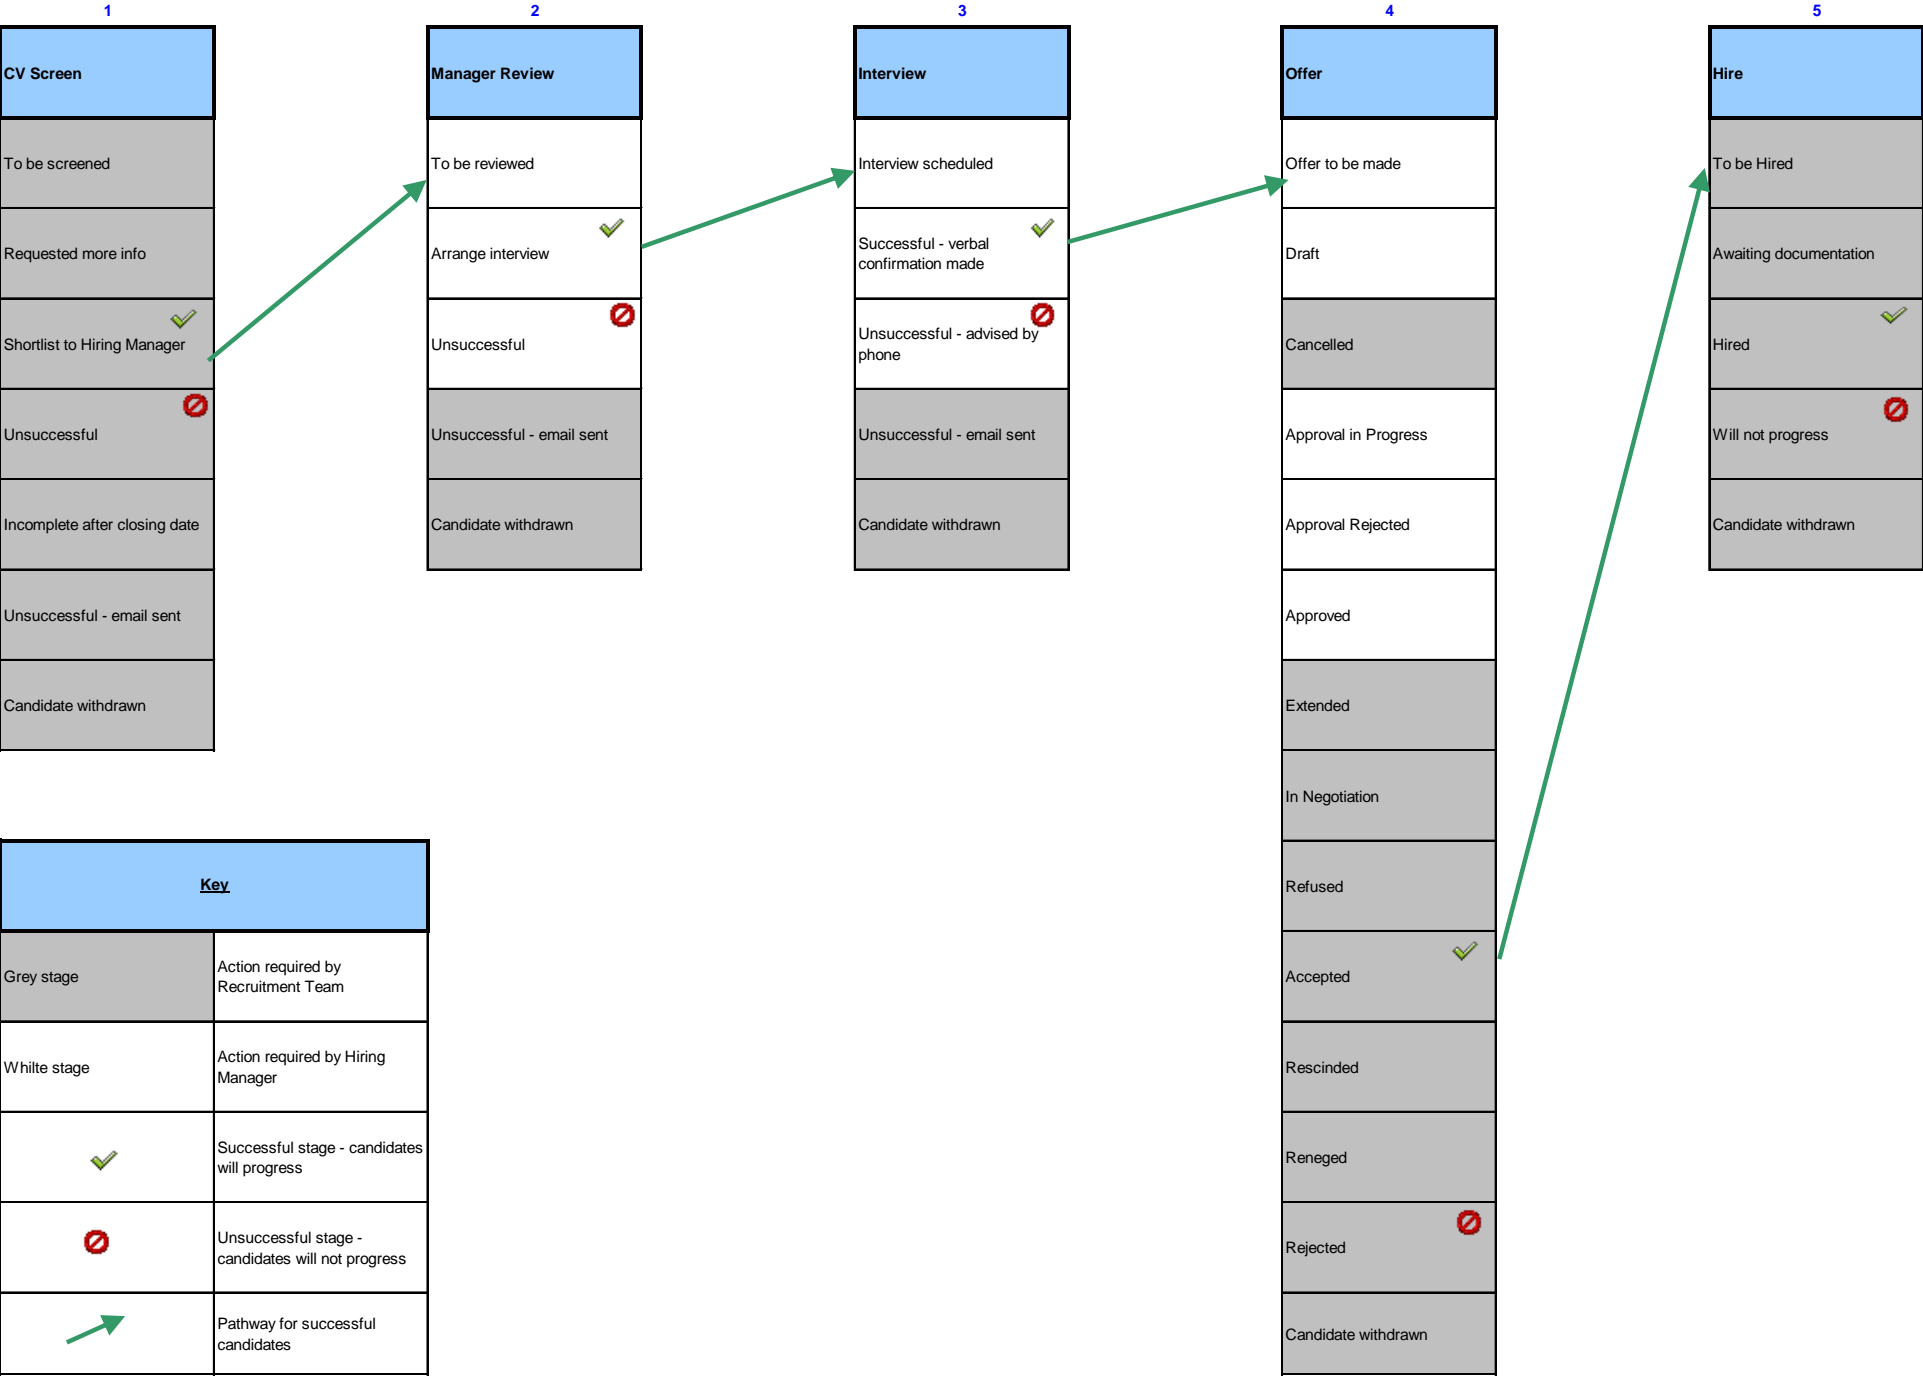 1
2
3
4
5
CV Screen
Manager Review
Interview
Offer
Hire
To be screened
To be reviewed
Interview scheduled
Offer to be made
To be Hired
Requested more info
Arrange interview
Successful - verbal
confirmation made
Draft
Awaiting documentation
Shortlist to Hiring Manager
Unsuccessful
Unsuccessful - advised by
phone
Cancelled
Hired
Unsuccessful
Unsuccessful - email sent
Unsuccessful - email sent
Approval in Progress
Will not progress
Incomplete after closing date
Candidate withdrawn
Candidate withdrawn
Approval Rejected
Candidate withdrawn
Unsuccessful - email sent
Approved
Candidate withdrawn
Extended
In Negotiation
Key
Refused
Grey stage
Action required by
Recruitment Team
Accepted
Whilte stage
Action required by Hiring
Manager
Rescinded
Successful stage - candidates
will progress
Reneged
Unsuccessful stage -
candidates will not progress
Rejected
Pathway for successful
candidates
Candidate withdrawn